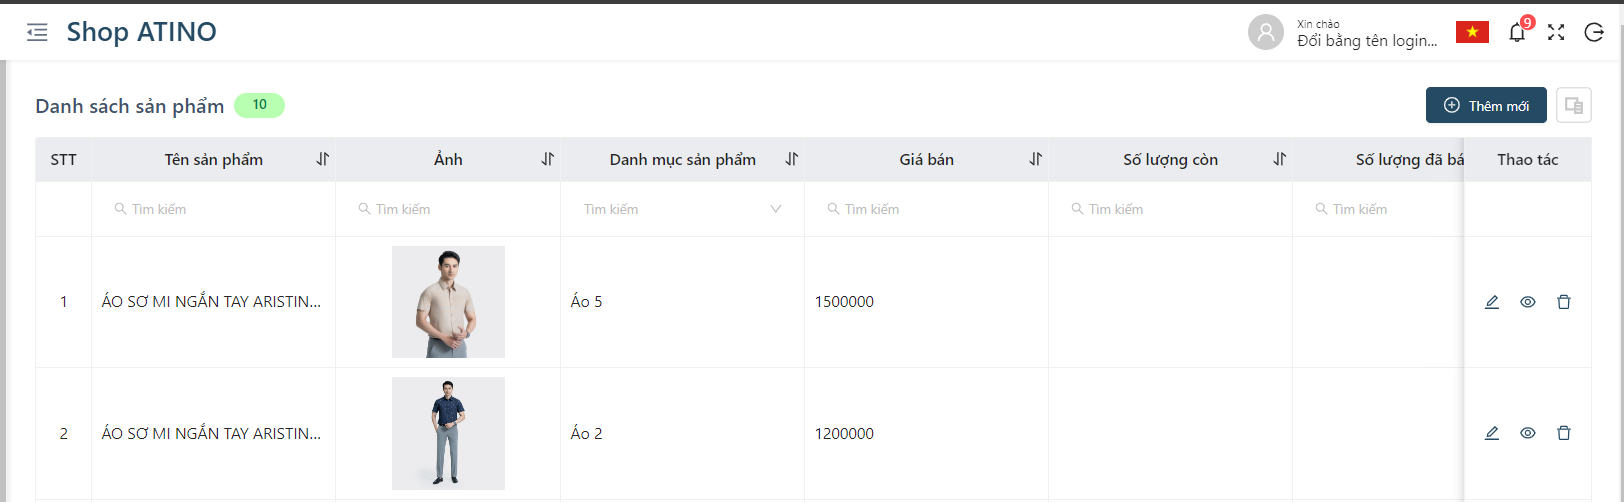 Shop ATINO
Xin chào
Đổi bằng tên login...
9
Danh sách sản phẩm 10
Thêm mới
STT Tên sản phẩm Ảnh Danh mục sản phẩm Giá bán Số lượng còn Số lượng đã bá Thao tác
Tìm kiếm Tìm kiếm Tìm kiếm Tìm kiếm Tìm kiếm Tìm kiếm
1 ÁO SƠ MI NGẮN TAY ARISTIN... Áo 5 1500000
2 ÁO SƠ MI NGẮN TAY ARISTIN... Áo 2 1200000